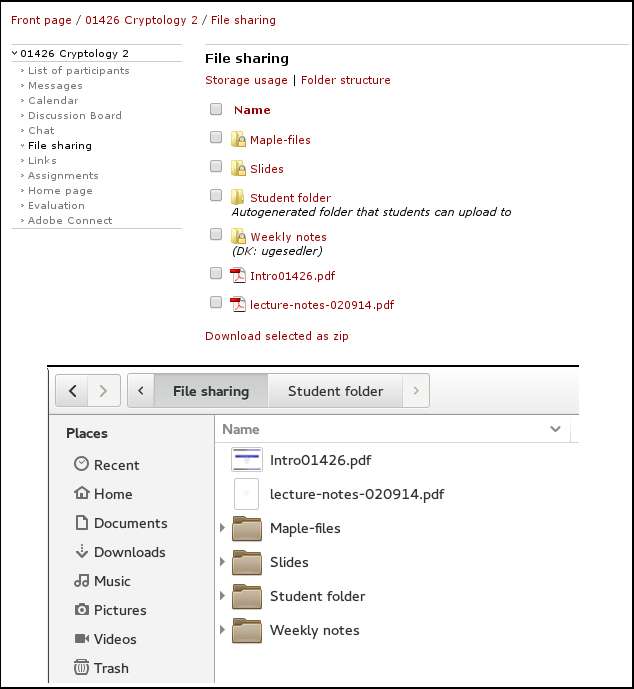 Front page / 01426 Cryptology 2 / File sharing
01426 Cryptology 2
List of participants
Messages
Calendar
Discussion Board
Chat
File sharing
Links
Assignments
Home page
Evaluation
Adobe Connect
File sharing
Storage usage | Folder structure
Name
Maple-files
Slides
Student folder
Autogenerated folder that students can upload to
Weekly notes
(DK: ugesedler)
Intro01426.pdf
lecture-notes-020914.pdf
Download selected as zip
File sharing Student folder
Places
Recent
Home
Documents
Downloads
Music
Pictures
Videos
Trash
Name
Intro01426.pdf
lecture-notes-020914.pdf
Maple-files
Slides
Student folder
Weekly notes